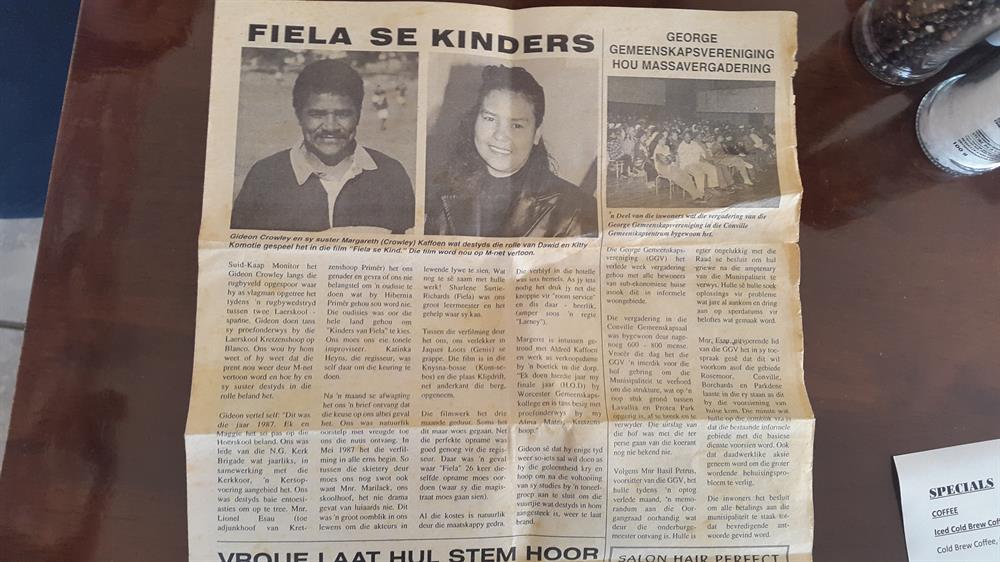 FIELA SE KINDERS
Gideon Crowley en sy suster Margareth (Crowley) Kaffoen wat destyds die rolle van Dawid en Kitty
Komotie gespeel het in die film "Fiela se Kind." Die film word nou op M-net vertoon.
Suid-Kaap Monitor het
Gideon Crowley langs die
rugbyveld opgespoor waar
hy as vlagman opgetree het
tydens 'n rugbywedstryd
tussen twee Laerskool -
spanne. Gideon doen tans
sy proefonderwys by die
Laerskool Kretzenshoop op
Blanco. Ons wou by hom
weet of hy weet dat die
prent nou weer deur M-net
vertoon word en hoe hy en
sy suster destyds in die
rolle beland het.
Gideon vertel self: "Dit was
die jaar 1987. Ek en
Maggie het so pas op die
Hoërskool beland. Ons was
lede van die N.G. Kerk
Brigade wat jaarliks, in
samewerking met die
Kerkkoor, 'n Kersop-
voering aangebied het. Ons
was destyds baie entoesi-
asties om op te tree. Mnr.
Lionel Esau (toe
adjunkhoof van Kret-
zenshoop Primêr) het ons
genader en gevra of ons nie
belangstel om 'n oudisie te
doen wat by Hibernia
Primêr gehou sou word nie.
Die oudisies was oor die
hele land gehou om
"Kinders van Fiela" te kies.
Ons moes ons eie tonele
improviseer. Katinka
Heyns, die regisseur, was
self daar om die keuring te
doen.
Na 'n maand se afwagting
het ons 'n brief ontvang dat
die keuse op ons albei geval
het. Ons was natuurlik
oorstelp met vreugde toe
ons die nuus ontvang. In
Mei 1987 het die verfil-
ming in alle erns begin. So
tussen die skietery deur
moes ons nog swot ook
want Mnr. Marilack, ons
skoolhoof, het nie drama
gevat van luiaards nie. Dit
was 'n groot oomblik in ons
lewens om die akteurs in
lewende lywe te sien. Wat
nog te sê saam met hulle
werk! Sharlene Surtie-
Richards (Fiela) was ons
groot leermeester en het
gehelp waar sy kan.
Tussen die verfilming deur
het ons, ons verlekker in
Jaques Loots (Genis) se
grappe. Die film is in die
Knysna-bosse (Kom-se-
bos) en die plaas Klipdrift,
net anderkant die berg,
opgeneem.
Die filmwerk het drie
maande geduur. Soms het
dit maar woes gegaan. Net
die perfekte opname was
goed genoeg vir die regis-
seur. Daar was 'n geval
waar "Fiela" 26 keer die-
selfde opname moes oor-
doen (waar sy die magis-
traat moes gaan sien).
Al die kostes is natuurlik
deur die maatskappy gedra.
Die verblyf in die hotelle
was iets hemels. As jy iets
nodig het druk jy net die
knoppie vir "room service"
en dis daar - heerlik,
(amper soos 'n regte
"Larney").
Margaret is intussen ge-
troud met Aldred Kaffoen
en werk as verkoopsdame
by 'n boetiek in die dorp.
"Ek doen hierdie jaar my
finale jaar (H.O.D) by
Worcester Gemeenskaps-
kollege en is tans besig met
proefonderwys by my
Alma Mater, Kretzens
hoop."
Gideon sê dat hy enige tyd
weer so-iets sal wil doen as
hy die geleentheid kry en
hoop om na die voltooiing
van sy studies by 'n toneel-
groep aan te sluit om die
vuurtjie wat destyds in hom
aangesteek is, weer te laat
brand.
GEORGE
GEMEENSKAPSVERENIGING
HOU MASSAVERGADERING
'n Deel van die inwoners wat die vergadering van die
George Gemeenskapsvereniging in die Conville
Gemeenskapsentrum bygewoon het.
Die George Gemeenskaps-
vereniging (GGV) het
verlede week vergadering
gehou met alle bewoners
van sub-ekonomiese huise
asook dié in informele
woongebiede.
Die vergadering in die
Conville Gemeenskapsaal
was bygewoon deur nage-
noeg 600 - 800 mense.
Vroeër die dag het die
GGV 'n interdik voor die
hof gebring om die
Munisipaliteit te verhoed
om die strukture, wat op 'n
oop stuk grond tussen
Lavallia en Protea Park
opgerig is, af te breek en te
verwyder. Die uitslag van
die hof was met die ter
perse gaan van die koerant
nog nie bekend nie.
Volgens Mnr Basil Petrus,
voorsitter van die GGV, het
hulle tydens 'n optog
verlede maand, 'n memo-
randum aan die Oor-
gangsraad oorhandig wat
deur die onderburge-
meester ontvang is. Hulle is
egter ongelukkig met die
Raad se besluit om hul
griewe na die amptenary
van die Munisipaliteit te
verwys. Hulle sê hulle soek
oplossings vir probleme
wat jare al aankom en dring
aan op sperdatums vir
beloftes wat gemaak word.
Mnr. Esau, uitvoerende lid
van die GGV het in sy toe-
spraak gesê dat dit wil
voorkom asof die gebiede
Rosemoor, Conville,
Borchards en Parkdene
laaste in die ry staan as dit
by die voorsiening van
huise kom. Die minste wat
hulle op die oomblik vra is
dat die bestaande informele
gebiede met die basiese
dienste voorsien word. Ook
dat daadwerklike aksie
geneem word om die groter
wordende behuisingspro-
bleem te verlig.
Die inwoners het besluit
om alle betalings aan die
munisipaliteit te staak tot-
dat bevredigende ant-
woorde gevind word.
VROUE LAAT HUL STEM HOOR
SALON HAIR PERFECT
100 g
SPECIALS
COFFEE
Iced Cold Brew Coff
Cold Brew Coffee,